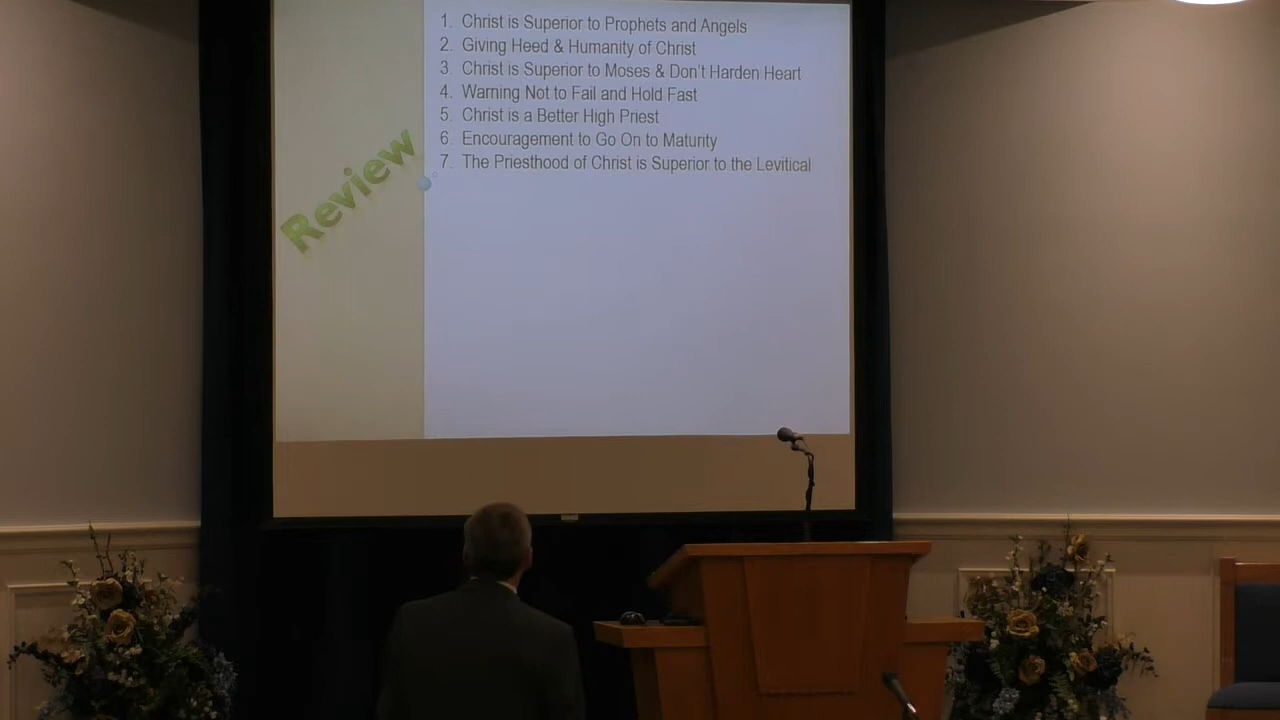 Review
1. Christ is Superior to Prophets and Angels
2. Giving Heed & Humanity of Christ
3. Christ is Superior to Moses & Don't Harden Heart
4. Warning Not to Fail and Hold Fast
5. Christ is a Better High Priest
6. Encouragement to Go On to Maturity
7. The Priesthood of Christ is Superior to the Levitical